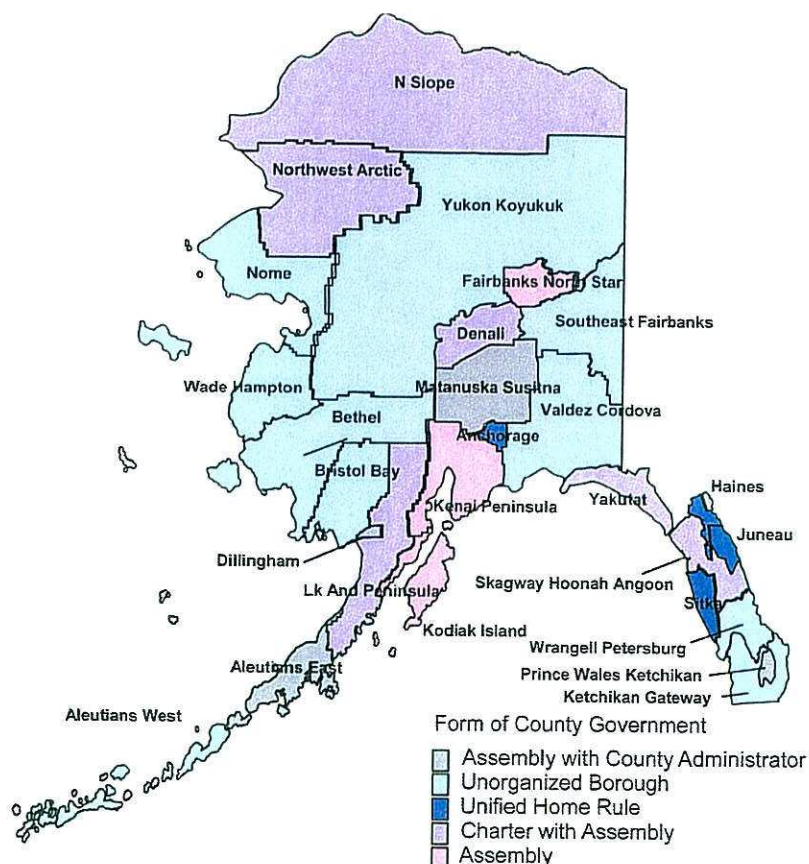 N Slope
Northwest Arctic
Yukon Koyukuk
Nome
Fairbanks North Star
Southeast Fairbanks
Denali
Wade Hampton
Matanuska Susitna
Valdez Cordova
Bethel
Anchorage
Bristol Bay
Yakutat
Haines
Kenai Peninsula
Juneau
Dillingham
Skagway Hoonah Angoon
Lk And Peninsula
Sitka
Kodiak Island
Wrangell Petersburg
Aleutians East
Prince Wales Ketchikan
Ketchikan Gateway
Aleutians West
Form of County Government
Assembly with County Administrator
Unorganized Borough
Unified Home Rule
Charter with Assembly
Assembly